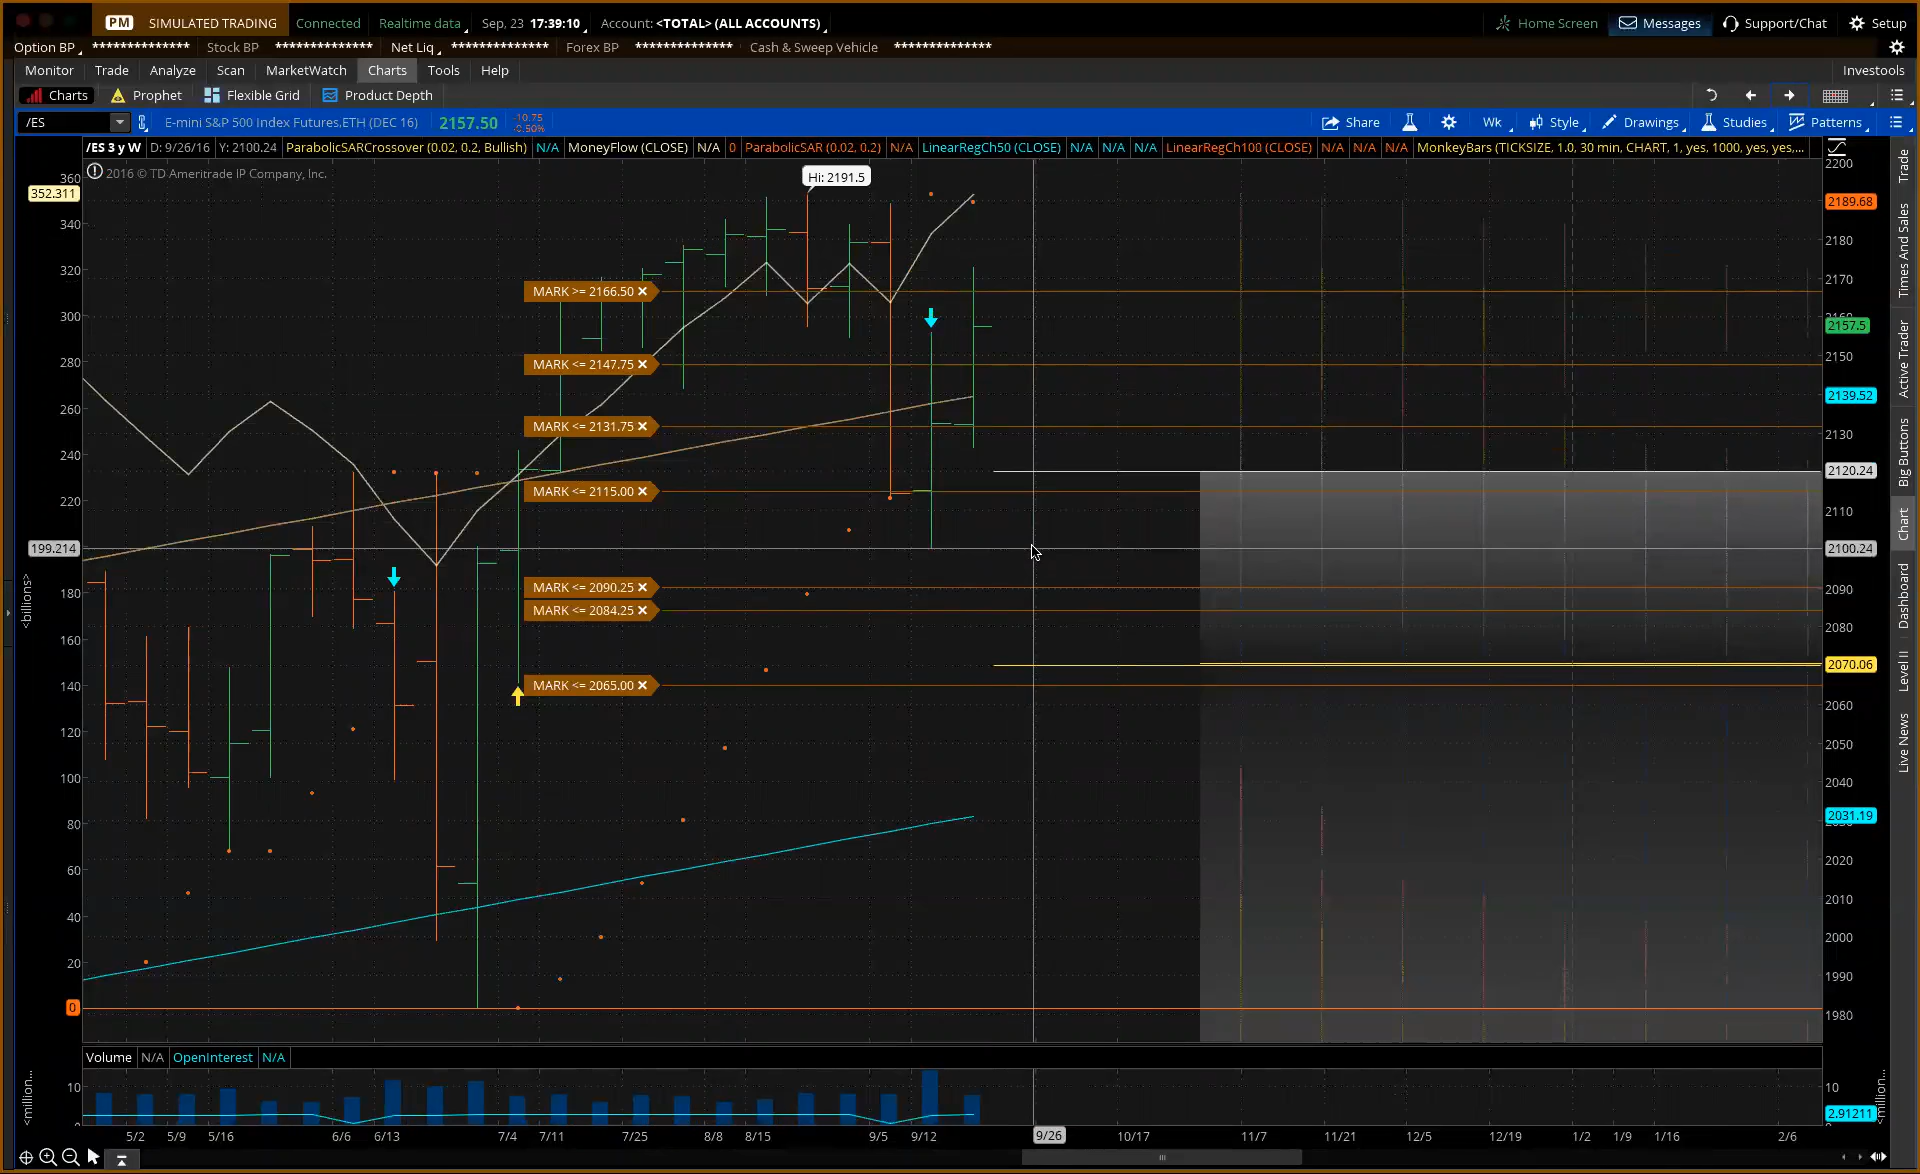 PM SIMULATED TRADING Connected Realtime data Sep, 23 17:39:10 Account: <TOTAL> (ALL ACCOUNTS) Home Screen Messages Support/Chat Setup
Option BP ************** Stock BP ************** Net Liq ************** Forex BP ************** Cash & Sweep Vehicle **************
Monitor Trade Analyze Scan MarketWatch Charts Tools Help Investools
Charts Prophet Flexible Grid Product Depth
/ES E-mini S&P 500 Index Futures,ETH (DEC 16) 2157.50 -10.75 Share Wk Style Drawings Studies Patterns
-0.50%
/ES 3 y W D: 9/26/16 Y: 2100.24 ParabolicSARCrossover (0.02, 0.2, Bullish) N/A MoneyFlow (CLOSE) N/A 0 ParabolicSAR (0.02, 0.2) N/A LinearRegCh50 (CLOSE) N/A N/A N/A LinearRegCh100 (CLOSE) N/A N/A N/A MonkeyBars (TICKSIZE, 1.0, 30 min, CHART, 1, yes, 1000, yes, yes,...
2016 © TD Ameritrade IP Company, Inc.
Hi: 2191.5
MARK >= 2166.50
MARK <= 2147.75
MARK <= 2131.75
MARK <= 2115.00
MARK <= 2090.25
MARK <= 2084.25
MARK <= 2065.00
360
352.311
340
320
300
280
260
240
220
199.214
180
160
140
120
100
80
60
40
20
0
<billions>
2200
2189.68
2180
2170
2157.5
2150
2139.52
2130
2120.24
2110
2100.24
2090
2080
2070.06
2060
2050
2040
2031.19
2020
2010
2000
1990
1980
Trade
Times And Sales
Active Trader
Big Buttons
Chart
Dashboard
Level II
Live News
Volume N/A OpenInterest N/A
10
<million...
10
2.91211
<million...
5/2 5/9 5/16 6/6 6/13 7/4 7/11 7/25 8/8 8/15 9/5 9/12 9/26 10/17 11/7 11/21 12/5 12/19 1/2 1/9 1/16 2/6